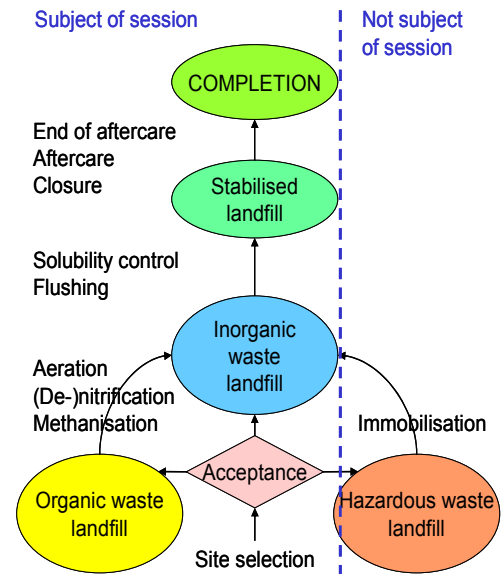 Subject of session
Not subject
of session
COMPLETION
End of aftercare
Aftercare
Closure
Stabilised
landfill
Solubility control
Flushing
Inorganic
waste
landfill
Aeration
(De-)nitrification
Methanisation
Immobilisation
Acceptance
Organic waste
landfill
Hazardous waste
landfill
Site selection